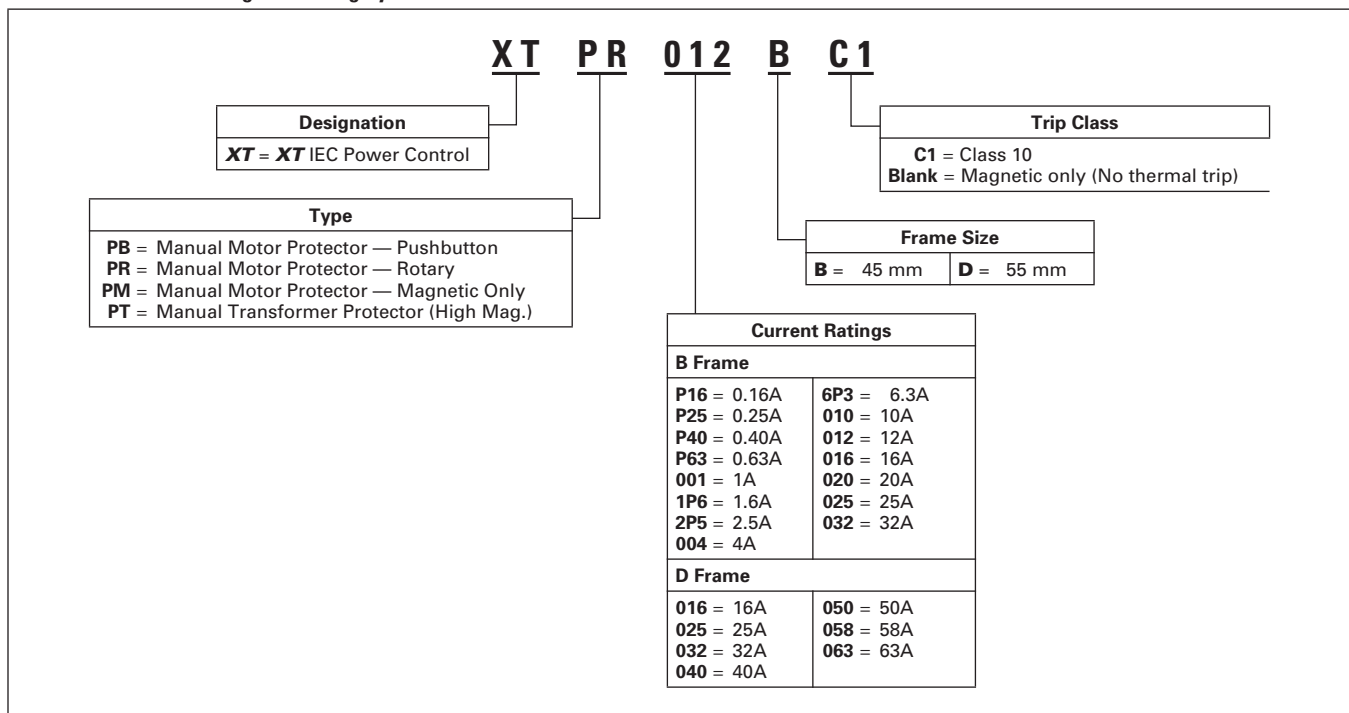 XT PR 012 B C1
Designation
XT = XT IEC Power Control
Trip Class
C1 = Class 10
Blank = Magnetic only (No thermal trip)
Type
PB = Manual Motor Protector — Pushbutton
PR = Manual Motor Protector — Rotary
PM = Manual Motor Protector — Magnetic Only
PT = Manual Transformer Protector (High Mag.)
Frame Size
B = 45 mm D = 55 mm
Current Ratings
B Frame
P16 = 0.16A 6P3 = 6.3A
P25 = 0.25A 010 = 10A
P40 = 0.40A 012 = 12A
P63 = 0.63A 016 = 16A
001 = 1A 020 = 20A
1P6 = 1.6A 025 = 25A
2P5 = 2.5A 032 = 32A
004 = 4A
D Frame
016 = 16A 050 = 50A
025 = 25A 058 = 58A
032 = 32A 063 = 63A
040 = 40A